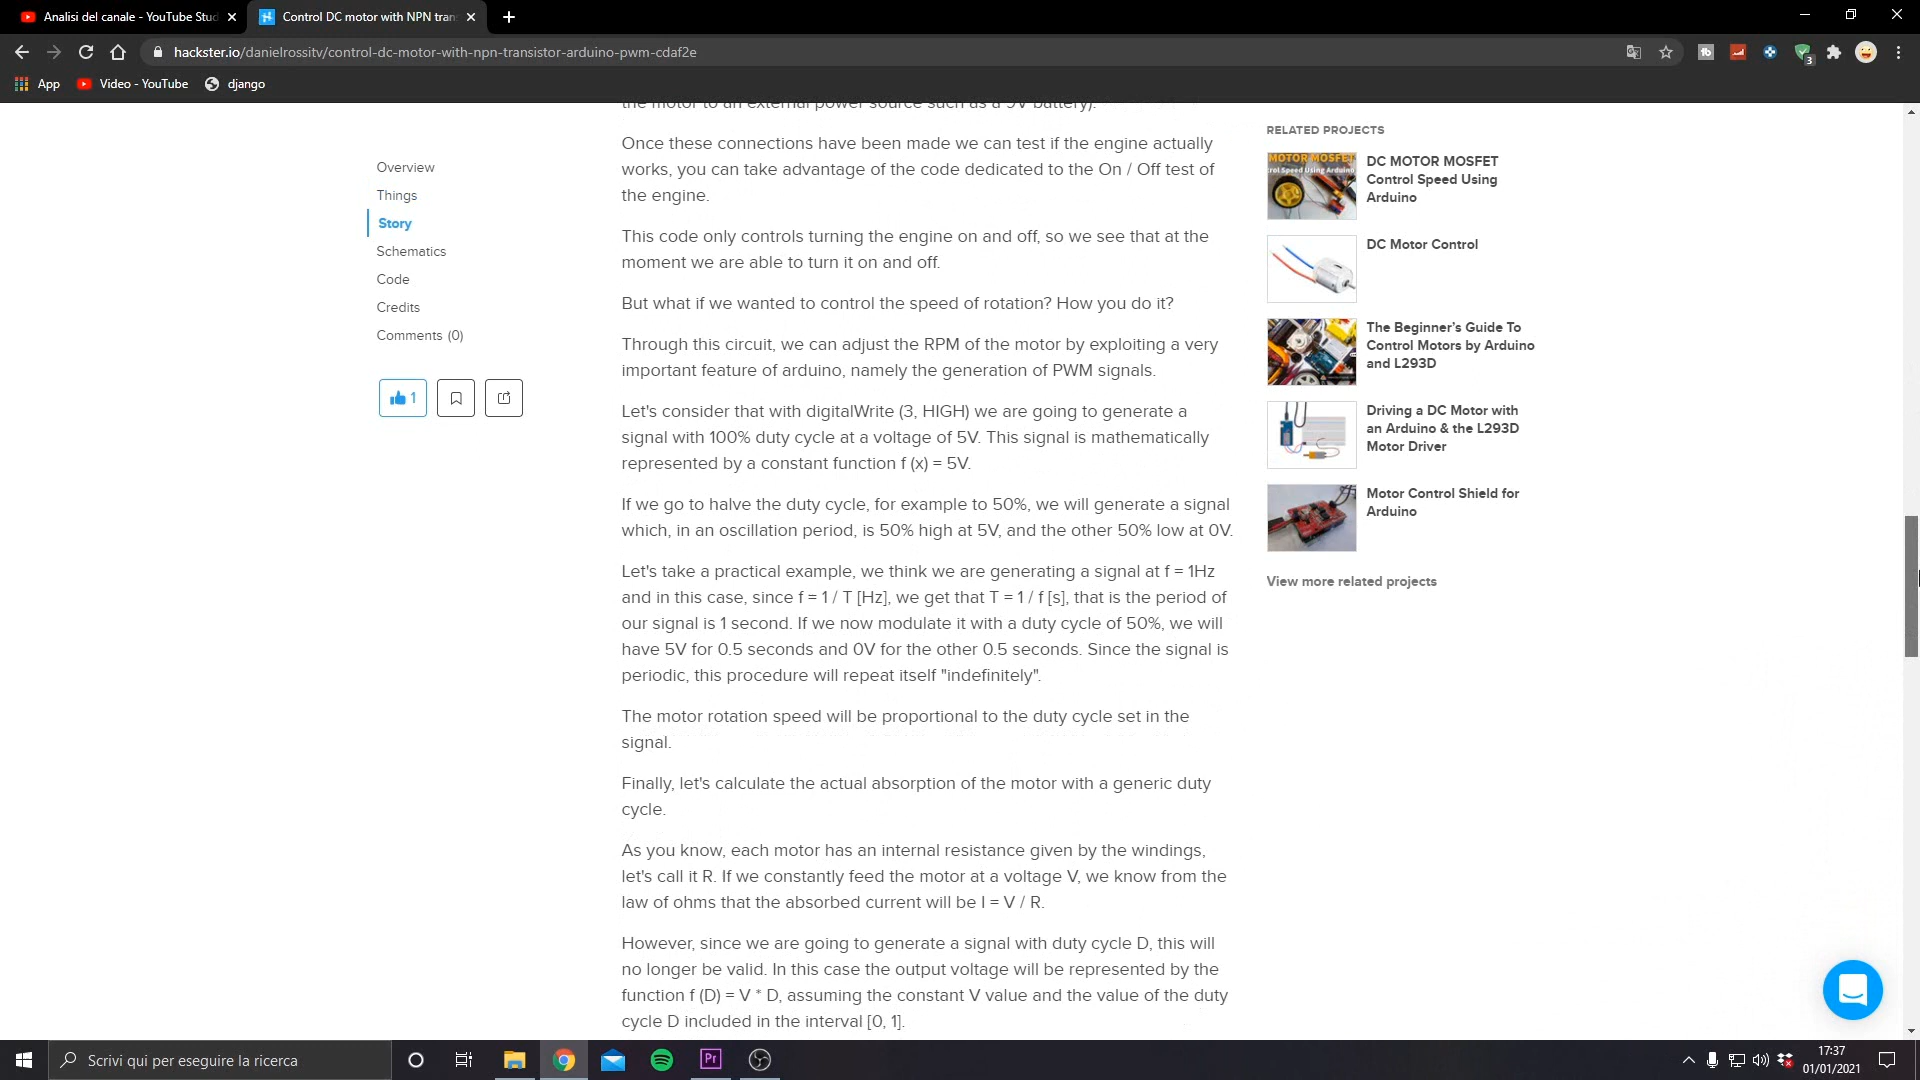 Analisi del canale - YouTube Stud
Control DC motor with NPN tran
hackster.io/danielrossitv/control-dc-motor-with-npn-transistor-arduino-pwm-cdaf2e
3
App
Video - YouTube
django
Overview
Things
Story
Schematics
Code
Credits
Comments (0)
1
the motor to an external power source such as a 9V battery).
Once these connections have been made we can test if the engine actually
works, you can take advantage of the code dedicated to the On / Off test of
the engine.
This code only controls turning the engine on and off, so we see that at the
moment we are able to turn it on and off.
But what if we wanted to control the speed of rotation? How you do it?
Through this circuit, we can adjust the RPM of the motor by exploiting a very
important feature of arduino, namely the generation of PWM signals.
Let's consider that with digitalWrite (3, HIGH) we are going to generate a
signal with 100% duty cycle at a voltage of 5V. This signal is mathematically
represented by a constant function f (x) = 5V.
If we go to halve the duty cycle, for example to 50%, we will generate a signal
which, in an oscillation period, is 50% high at 5V, and the other 50% low at 0V.
Let's take a practical example, we think we are generating a signal at f = 1Hz
and in this case, since f = 1 / T [Hz], we get that T = 1 / f [s], that is the period of
our signal is 1 second. If we now modulate it with a duty cycle of 50%, we will
have 5V for 0.5 seconds and 0V for the other 0.5 seconds. Since the signal is
periodic, this procedure will repeat itself "indefinitely".
The motor rotation speed will be proportional to the duty cycle set in the
signal.
Finally, let's calculate the actual absorption of the motor with a generic duty
cycle.
As you know, each motor has an internal resistance given by the windings,
let's call it R. If we constantly feed the motor at a voltage V, we know from the
law of ohms that the absorbed current will be I = V / R.
However, since we are going to generate a signal with duty cycle D, this will
no longer be valid. In this case the output voltage will be represented by the
function f (D) = V * D, assuming the constant V value and the value of the duty
cycle D included in the interval [0, 1].
RELATED PROJECTS
MOTOR MOSFET
rol Speed Using Arduino
DC MOTOR MOSFET
Control Speed Using
Arduino
DC Motor Control
The Beginner's Guide To
Control Motors by Arduino
and L293D
Driving a DC Motor with
an Arduino & the L293D
Motor Driver
Motor Control Shield for
Arduino
View more related projects
Scrivi qui per eseguire la ricerca
Pr
17:37
01/01/2021